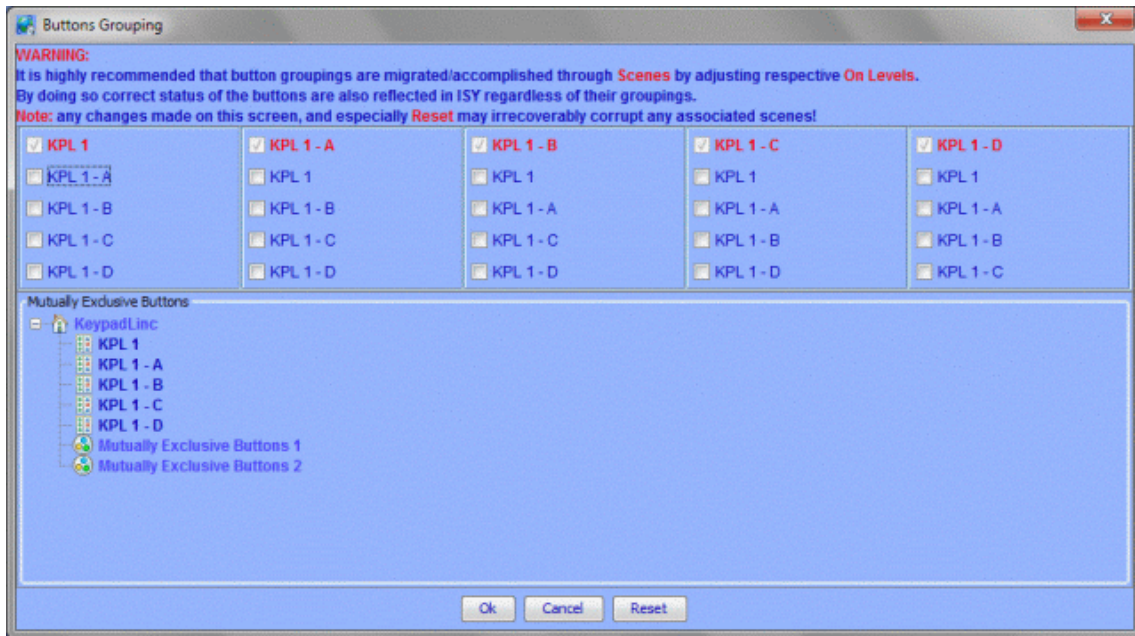 Buttons Grouping
WARNING:
It is highly recommended that button groupings are migrated/accomplished through Scenes by adjusting respective On Levels.
By doing so correct status of the buttons are also reflected in ISY regardless of their groupings.
Note: any changes made on this screen, and especially Reset may irrecoverably corrupt any associated scenes!
KPL 1 KPL 1 - A KPL 1 - B KPL 1 - C KPL 1 - D
KPL 1 - A KPL 1 KPL 1 KPL 1 KPL 1
KPL 1 - B KPL 1 - B KPL 1 - A KPL 1 - A KPL 1 - A
KPL 1 - C KPL 1 - C KPL 1 - C KPL 1 - B KPL 1 - B
KPL 1 - D KPL 1 - D KPL 1 - D KPL 1 - D KPL 1 - C
Mutually Exclusive Buttons
KeypadLinc
KPL 1
KPL 1 - A
KPL 1 - B
KPL 1 - C
KPL 1 - D
Mutually Exclusive Buttons 1
Mutually Exclusive Buttons 2
Ok Cancel Reset